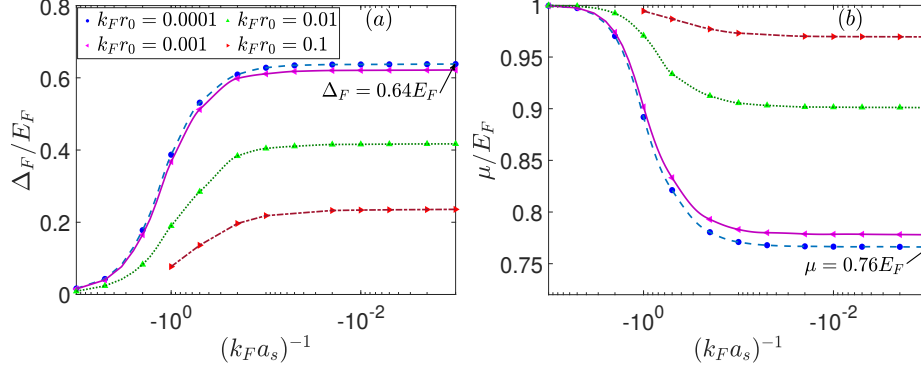 (a)
k_F r_0 = 0.0001
k_F r_0 = 0.01
k_F r_0 = 0.001
k_F r_0 = 0.1
Δ_F = 0.64E_F
Δ_F/E_F
0.8
0.6
0.4
0.2
0
-10^0
-10^{-2}
(k_F a_s)^{-1}
(b)
μ/E_F
1
0.95
0.9
0.85
0.8
0.75
μ = 0.76E_F
-10^0
-10^{-2}
(k_F a_s)^{-1}